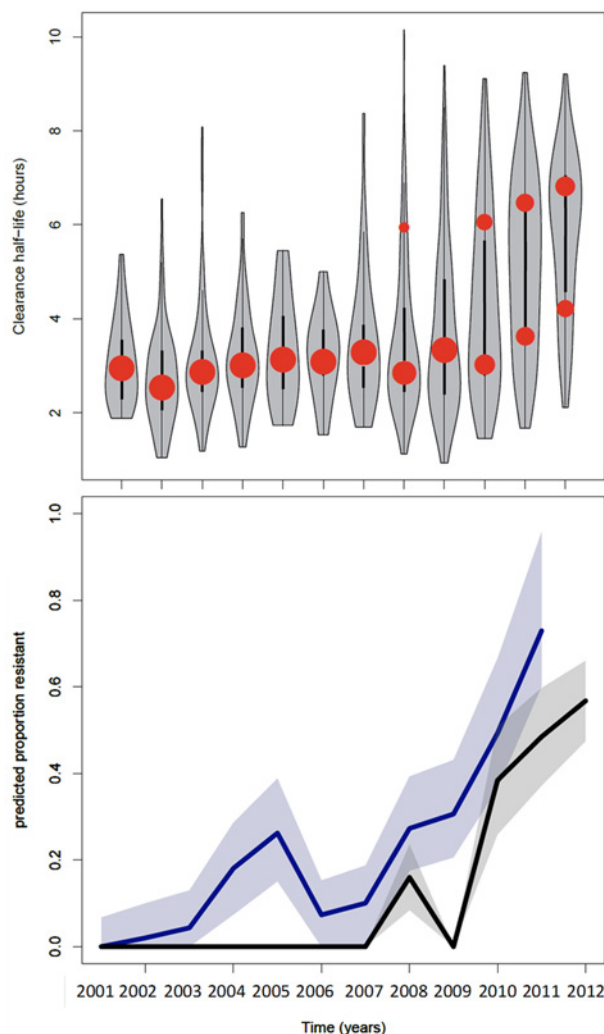 Clearance half-life (hours)
10
8
6
4
2
predicted proportion resistant
1.0
0.8
0.6
0.4
0.2
0.0
2001 2002 2003 2004 2005 2006 2007 2008 2009 2010 2011 2012
Time (years)